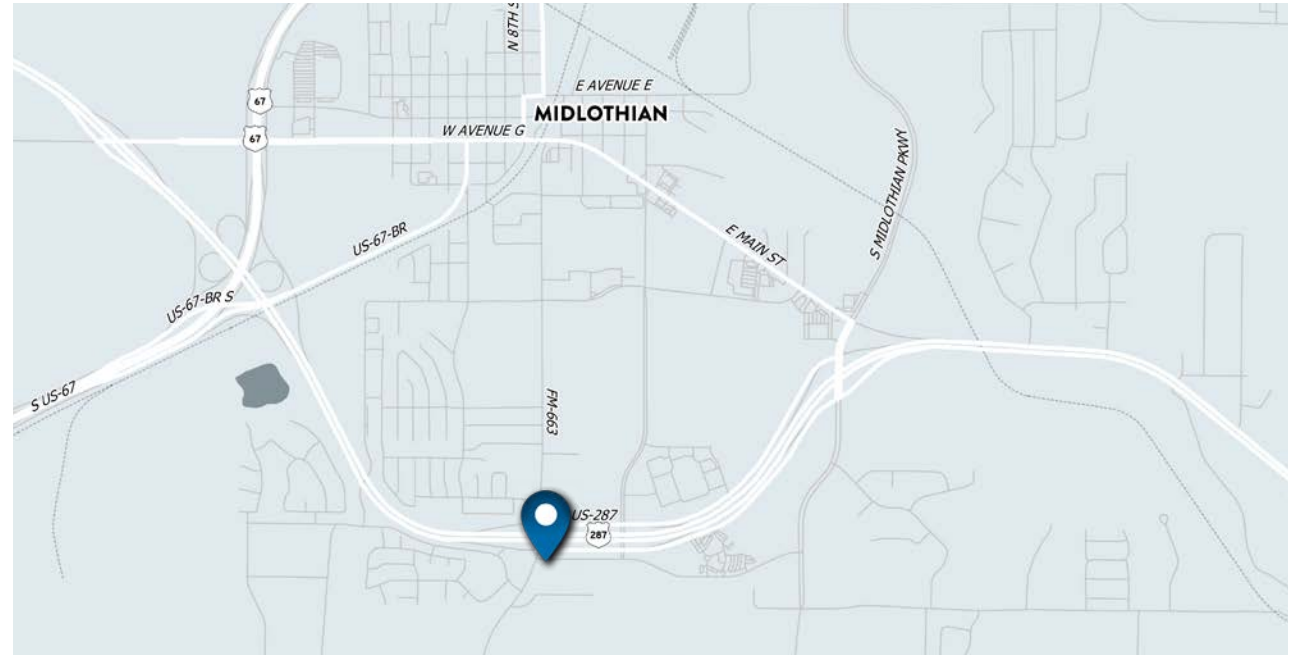 N 8TH S
E AVENUE E
67
MIDLOTHIAN
W AVENUE G
67
S MIDLOTHIAN PKWY
US-67-BR
E MAIN ST
US-67-BR S
S US-67
FM-663
US-287
287